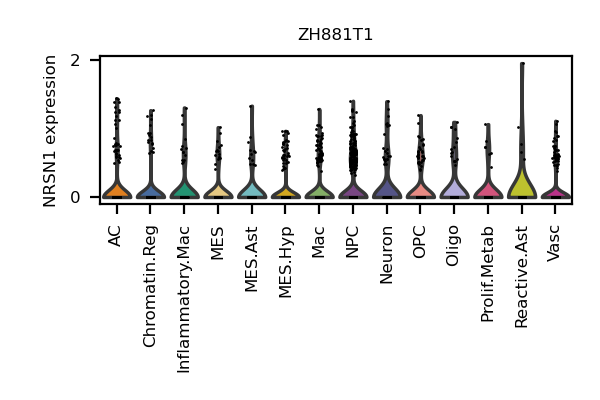 ZH881T1
NRSN1 expression
2
0
AC
Chromatin.Reg
Inflammatory.Mac
MES
MES.Ast
MES.Hyp
Mac
NPC
Neuron
OPC
Oligo
Prolif.Metab
Reactive.Ast
Vasc